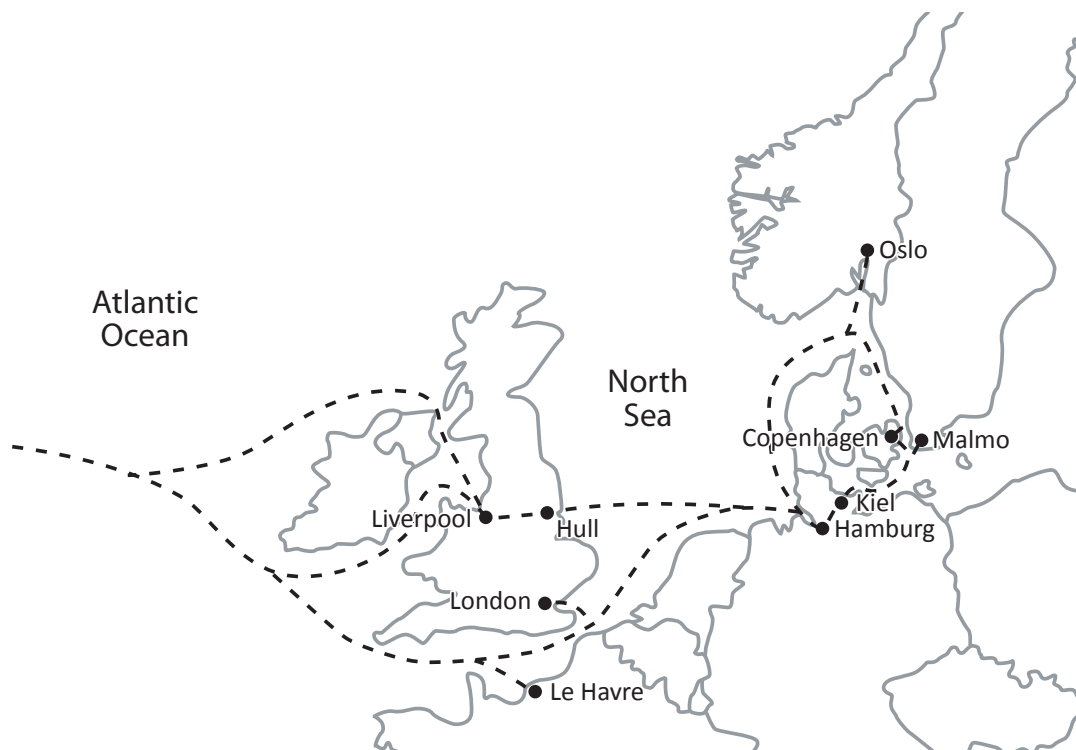 Oslo
Atlantic
Ocean
North
Sea
Copenhagen
Malmo
Kiel
Liverpool
Hull
Hamburg
London
Le Havre